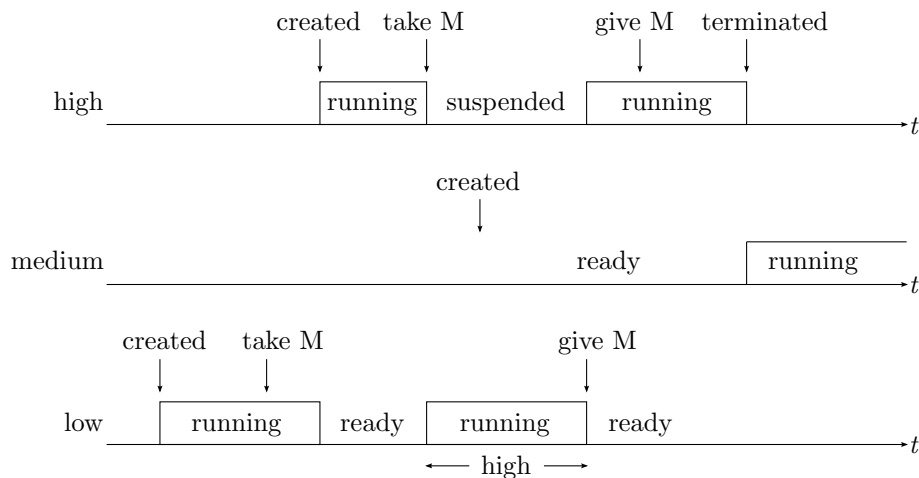 created take M give M terminated
high running suspended running
t
created
medium ready running
t
created take M give M
low running ready running ready
t
high